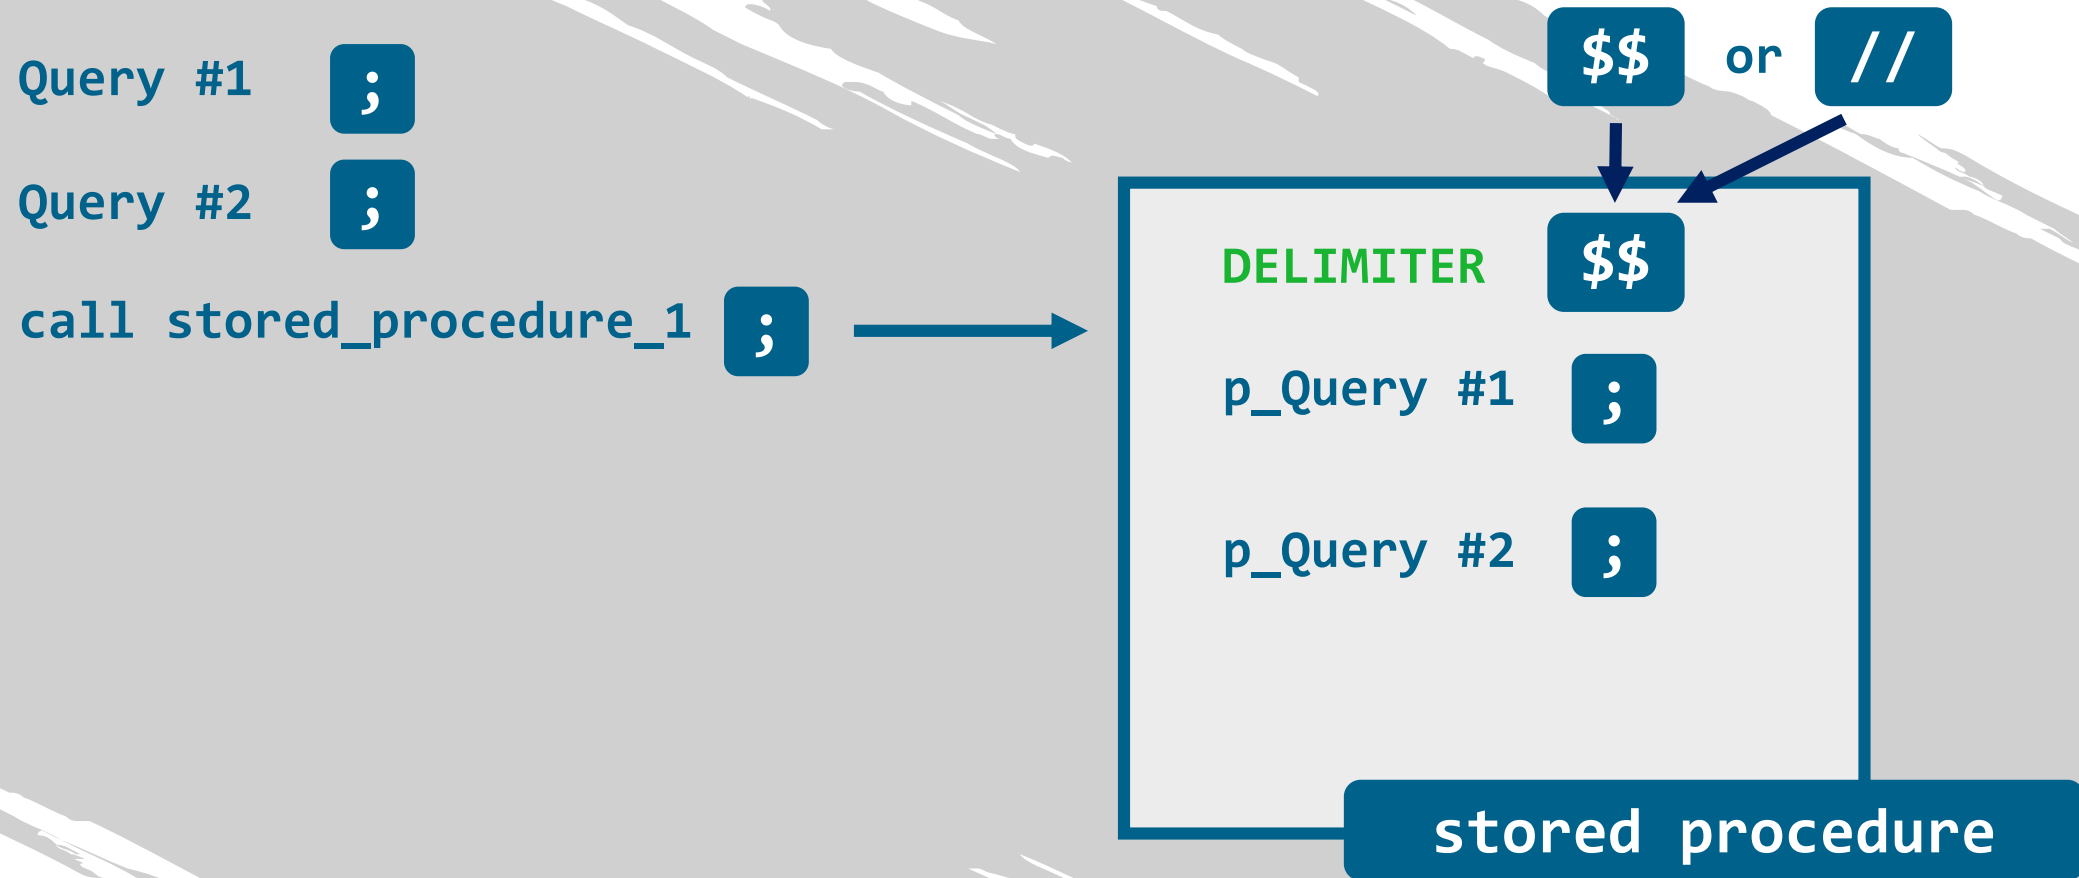 Query #1 ;
Query #2 ;
call stored_procedure_1 ;
$$ or //
DELIMITER $$
p_Query #1 ;
p_Query #2 ;
stored procedure